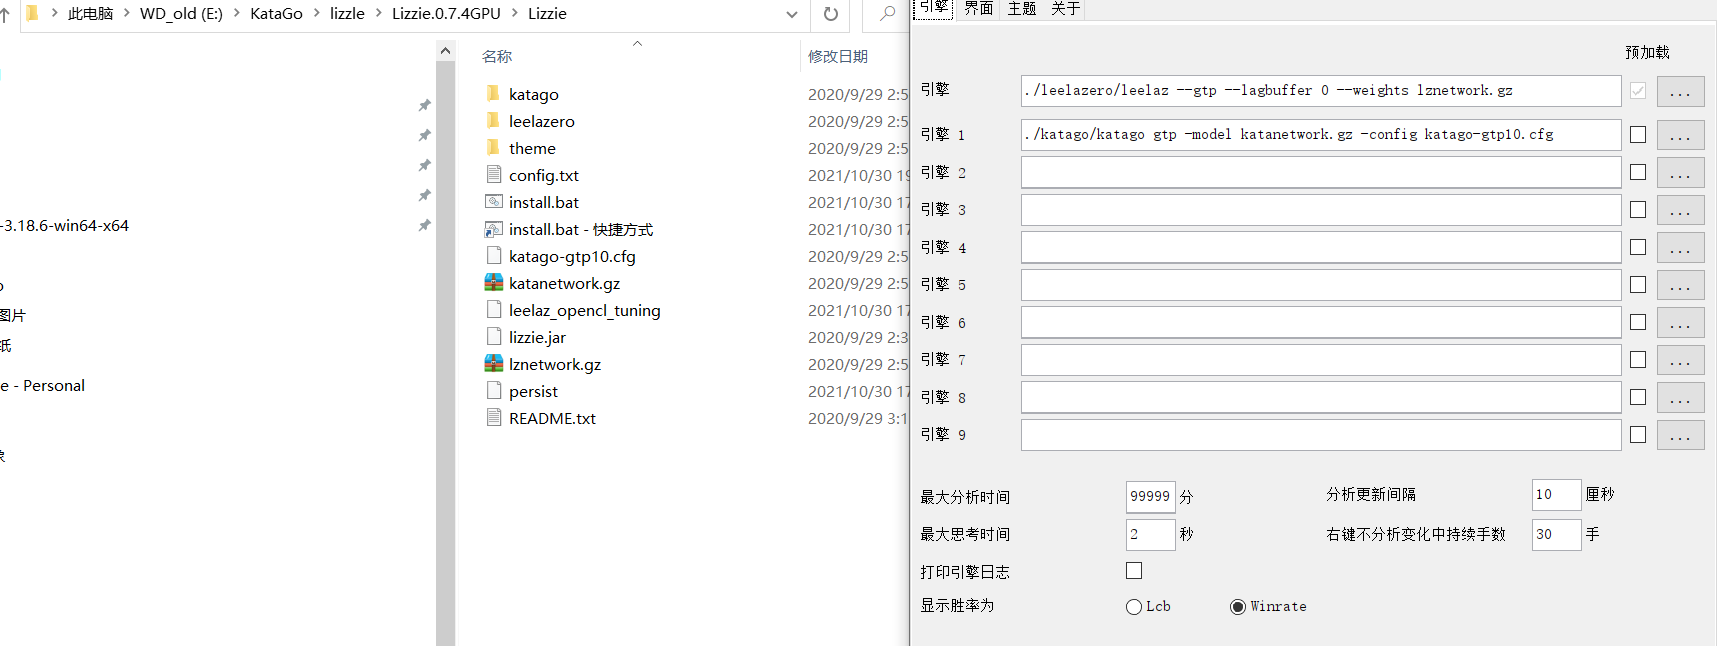 此电脑 > WD_old (E:) > KataGo > lizzle > Lizzie.0.7.4GPU > Lizzie
名称
修改日期
katago 2020/9/29 2:5
leelazero 2020/9/29 2:5
theme 2020/9/29 2:5
config.txt 2021/10/30 19
install.bat 2021/10/30 17
install.bat - 快捷方式 2021/10/30 17
katago-gtp10.cfg 2020/9/29 2:5
katanetwork.gz 2020/9/29 2:5
leelaz_opencl_tuning 2021/10/30 17
lizzie.jar 2020/9/29 2:3
lznetwork.gz 2020/9/29 2:5
persist 2021/10/30 17
README.txt 2020/9/29 3:1
-3.18.6-win64-x64
o
图片
纸
e - Personal
象
引擎 界面 主题 关于
预加载
引擎 ./leelazero/leelaz --gtp --lagbuffer 0 --weights lznetwork.gz ...
引擎 1 ./katago/katago gtp -model katanetwork.gz -config katago-gtp10.cfg ...
引擎 2 ...
引擎 3 ...
引擎 4 ...
引擎 5 ...
引擎 6 ...
引擎 7 ...
引擎 8 ...
引擎 9 ...
最大分析时间 99999 分 分析更新间隔 10 厘秒
最大思考时间 2 秒 右键不分析变化中持续手数 30 手
打印引擎日志
显示胜率为 Lcb Winrate